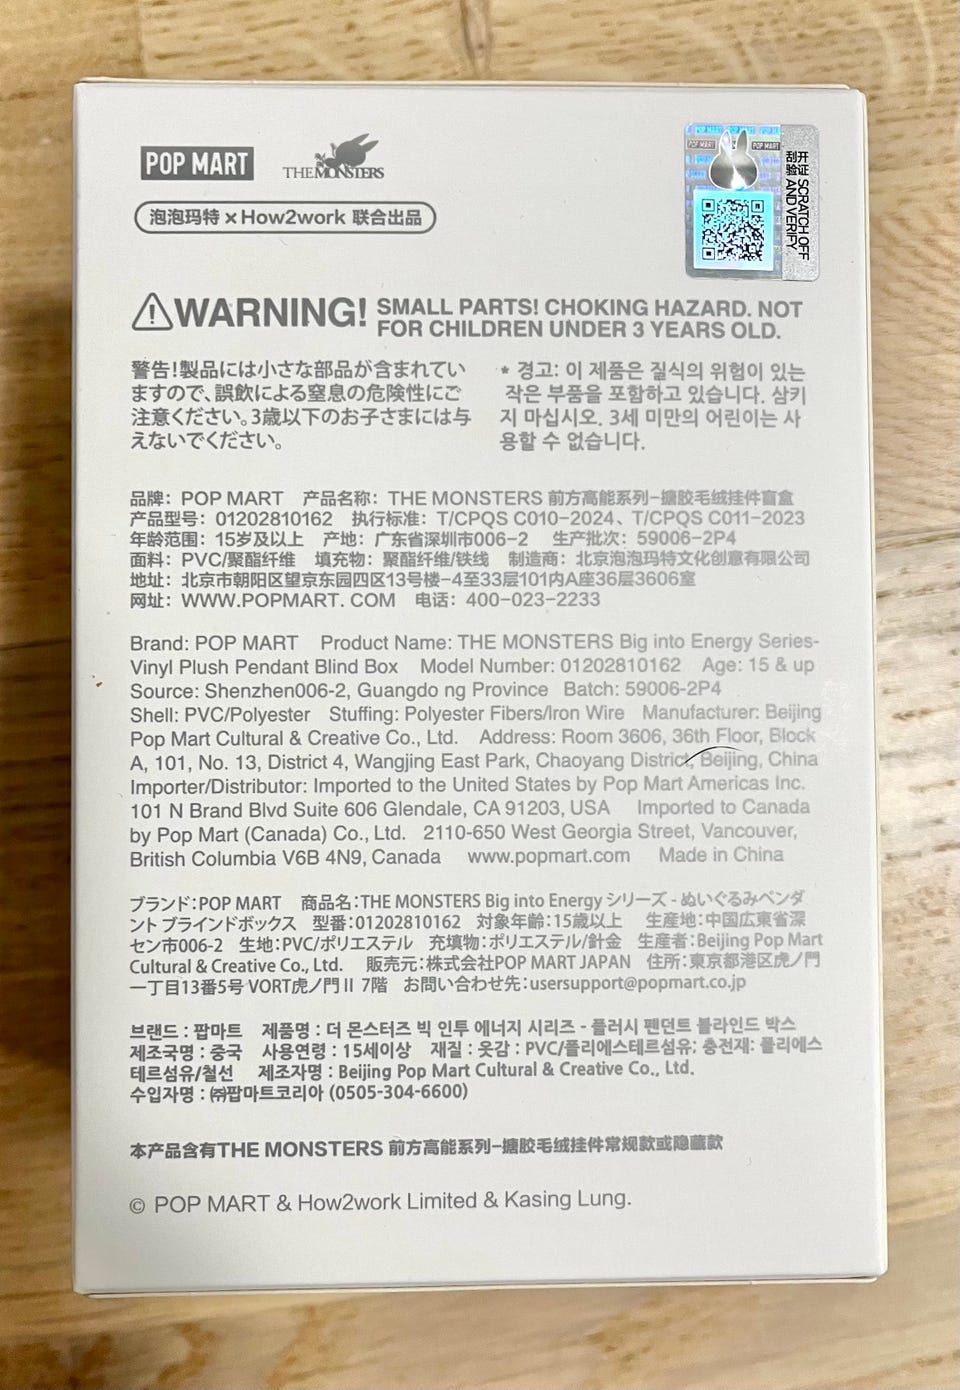 POP MART
THE MONSTERS
泡泡玛特 × How2work 联合出品
POP MART
POP MART
刮开
验证
SCRATCH OFF
AND VERIFY
WARNING! SMALL PARTS! CHOKING HAZARD. NOT
FOR CHILDREN UNDER 3 YEARS OLD.
警告!製品には小さな部品が含まれてい
ますので、誤飲による窒息の危険性にご
注意ください。3歳以下のお子さまには与
えないでください。
* 경고: 이 제품은 질식의 위험이 있는
작은 부품을 포함하고 있습니다. 삼키
지 마십시오. 3세 미만의 어린이는 사
용할 수 없습니다.
品牌：POP MART 产品名称：THE MONSTERS 前方高能系列-搪胶毛绒挂件盲盒
产品型号：01202810162 执行标准：T/CPQS C010-2024、T/CPQS C011-2023
年龄范围：15岁及以上 产地：广东省深圳市006-2 生产批次：59006-2P4
面料：PVC/聚酯纤维 填充物：聚酯纤维/铁线 制造商：北京泡泡玛特文化创意有限公司
地址：北京市朝阳区望京东园四区13号楼-4至33层101内A座36层3606室
网址：WWW.POPMART. COM 电话：400-023-2233
Brand: POP MART Product Name: THE MONSTERS Big into Energy Series-
Vinyl Plush Pendant Blind Box Model Number: 01202810162 Age: 15 & up
Source: Shenzhen006-2, Guangdo ng Province Batch: 59006-2P4
Shell: PVC/Polyester Stuffing: Polyester Fibers/Iron Wire Manufacturer: Beijing
Pop Mart Cultural & Creative Co., Ltd. Address: Room 3606, 36th Floor, Block
A, 101, No. 13, District 4, Wangjing East Park, Chaoyang District, Beijing, China
Importer/Distributor: Imported to the United States by Pop Mart Americas Inc.
101 N Brand Blvd Suite 606 Glendale, CA 91203, USA Imported to Canada
by Pop Mart (Canada) Co., Ltd. 2110-650 West Georgia Street, Vancouver,
British Columbia V6B 4N9, Canada www.popmart.com Made in China
ブランド:POP MART 商品名:THE MONSTERS Big into Energy シリーズ - ぬいぐるみペンダ
ント ブラインドボックス 型番:01202810162 対象年齢:15歳以上 生産地:中国広東省深
セン市006-2 生地:PVC/ポリエステル 充填物:ポリエステル/針金 生産者:Beijing Pop Mart
Cultural & Creative Co., Ltd. 販売元:株式会社POP MART JAPAN 住所:東京都港区虎ノ門
一丁目13番5号 VORT虎ノ門Ⅱ 7階 お問い合わせ先:usersupport@popmart.co.jp
브랜드 : 팝마트 제품명 : 더 몬스터즈 빅 인투 에너지 시리즈 - 플러시 펜던트 블라인드 박스
제조국명 : 중국 사용연령 : 15세이상 재질 : 옷감 : PVC/폴리에스테르섬유; 충전재: 폴리에스
테르섬유/철선 제조자명 : Beijing Pop Mart Cultural & Creative Co., Ltd.
수입자명 : ㈜팝마트코리아 (0505-304-6600)
本产品含有THE MONSTERS 前方高能系列-搪胶毛绒挂件常规款或隐藏款
© POP MART & How2work Limited & Kasing Lung.